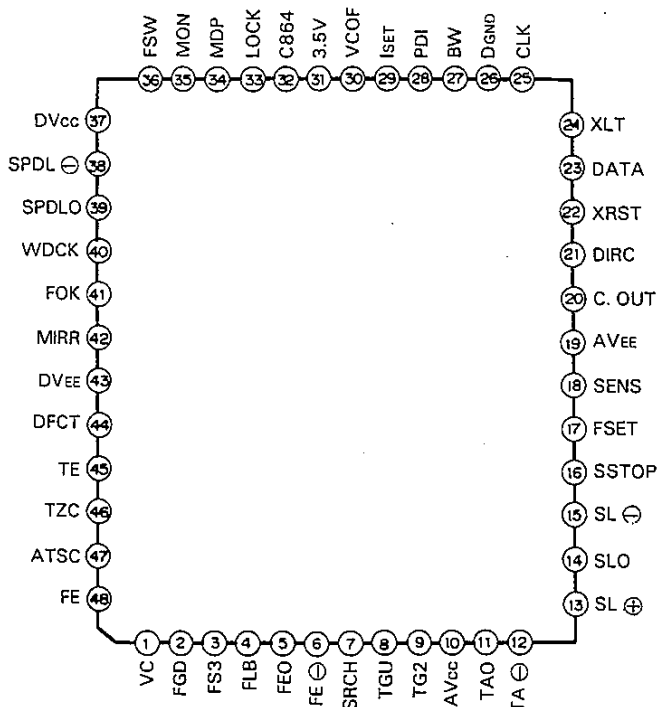 FSW MON MDP LOCK C864 3.5V VCOF ISET PDI BW DGND CLK
36 35 34 33 32 31 30 29 28 27 26 25
DVcc 37
SPDL ⊖ 38
SPDLO 39
WDCK 40
FOK 41
MIRR 42
DVEE 43
DFCT 44
TE 45
TZC 46
ATSC 47
FE 48
24 XLT
23 DATA
22 XRST
21 DIRC
20 C. OUT
19 AVEE
18 SENS
17 FSET
16 SSTOP
15 SL ⊖
14 SLO
13 SL ⊕
1 2 3 4 5 6 7 8 9 10 11 12
VC FGD FS3 FLB FEO FE ⊖ SRCH TGU TG2 AVcc TAO TA ⊖